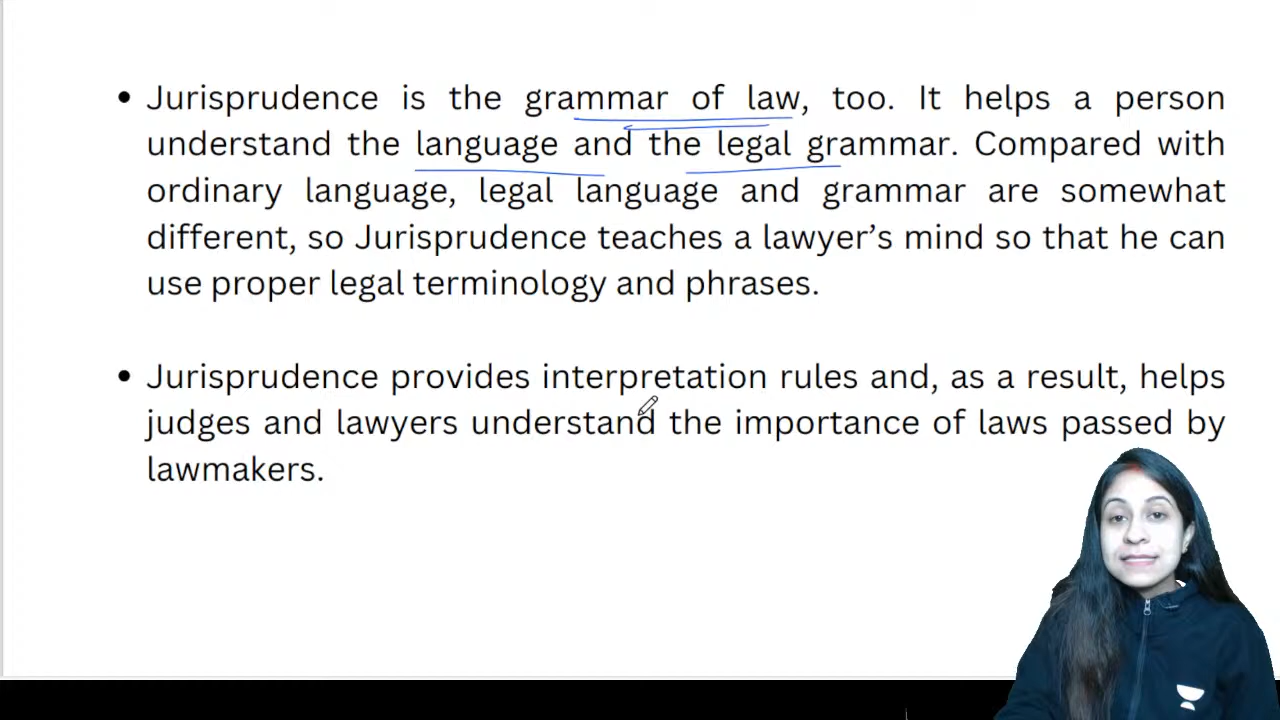 • Jurisprudence is the grammar of law, too. It helps a person
understand the language and the legal grammar. Compared with
ordinary language, legal language and grammar are somewhat
different, so Jurisprudence teaches a lawyer’s mind so that he can
use proper legal terminology and phrases.
• Jurisprudence provides interpretation rules and, as a result, helps
judges and lawyers understand the importance of laws passed by
lawmakers.